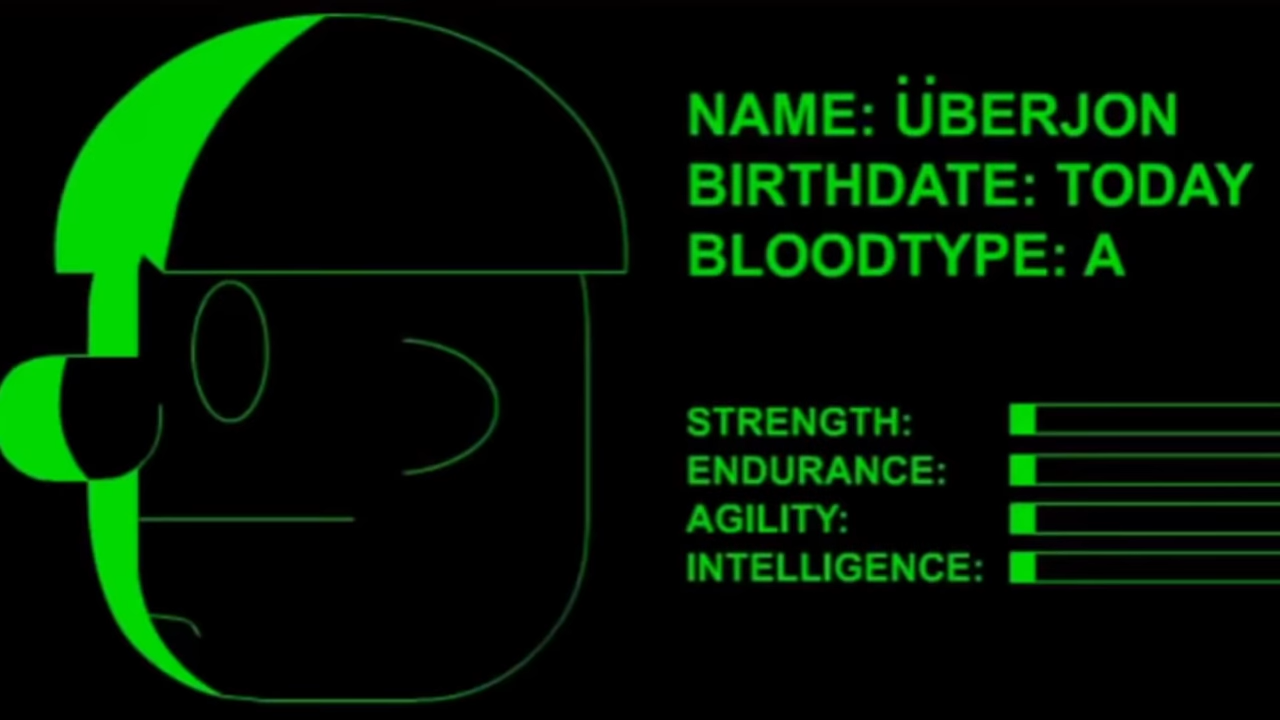 NAME: ÜBERJON
BIRTHDATE: TODAY
BLOODTYPE: A
STRENGTH:
ENDURANCE:
AGILITY:
INTELLIGENCE: